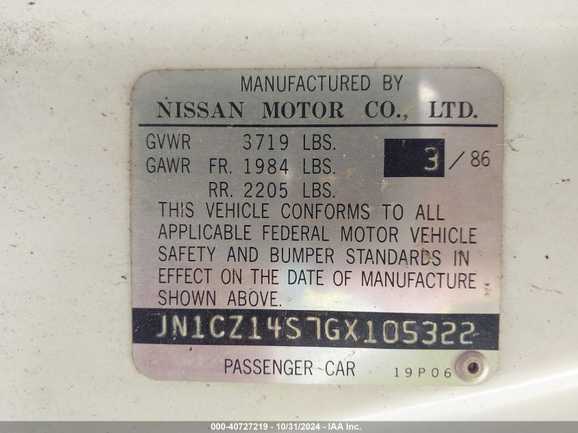 MANUFACTURED BY
NISSAN MOTOR CO., LTD.
GVWR 3719 LBS.
GAWR FR. 1984 LBS.
3 / 86
RR. 2205 LBS.
THIS VEHICLE CONFORMS TO ALL
APPLICABLE FEDERAL MOTOR VEHICLE
SAFETY AND BUMPER STANDARDS IN
EFFECT ON THE DATE OF MANUFACTURE
SHOWN ABOVE.
JN1CZ14S7GX105322
PASSENGER CAR 19P06
000-40727219 - 10/31/2024 - IAA Inc.